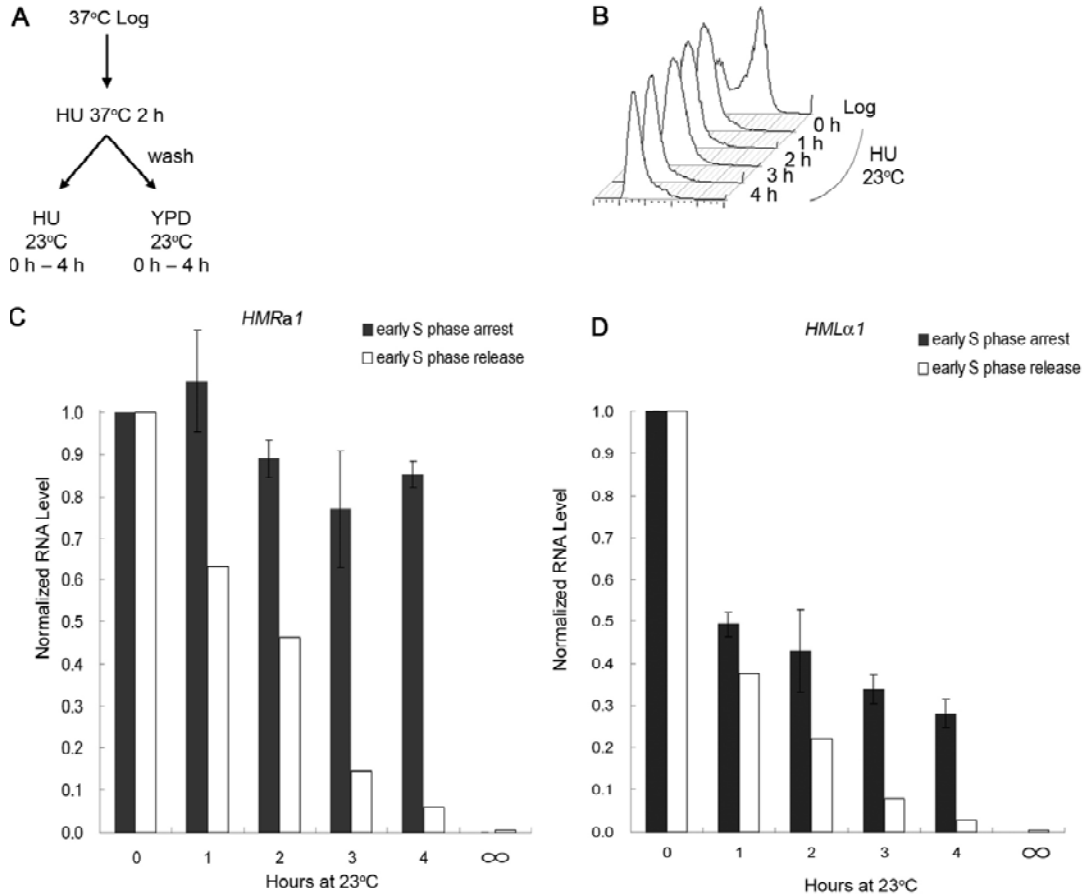 A
37°C Log
HU 37°C 2 h
wash
HU
23°C
0 h – 4 h
YPD
23°C
0 h – 4 h
B
Log
0 h
1 h
2 h
3 h
4 h
HU
23°C
C
HMRa1
early S phase arrest
early S phase release
Normalized RNA Level
1.0
0.9
0.8
0.7
0.6
0.5
0.4
0.3
0.2
0.1
0.0
0 1 2 3 4 ∞
Hours at 23°C
D
HMLα1
early S phase arrest
early S phase release
Normalized RNA Level
1.0
0.9
0.8
0.7
0.6
0.5
0.4
0.3
0.2
0.1
0.0
0 1 2 3 4 ∞
Hours at 23°C